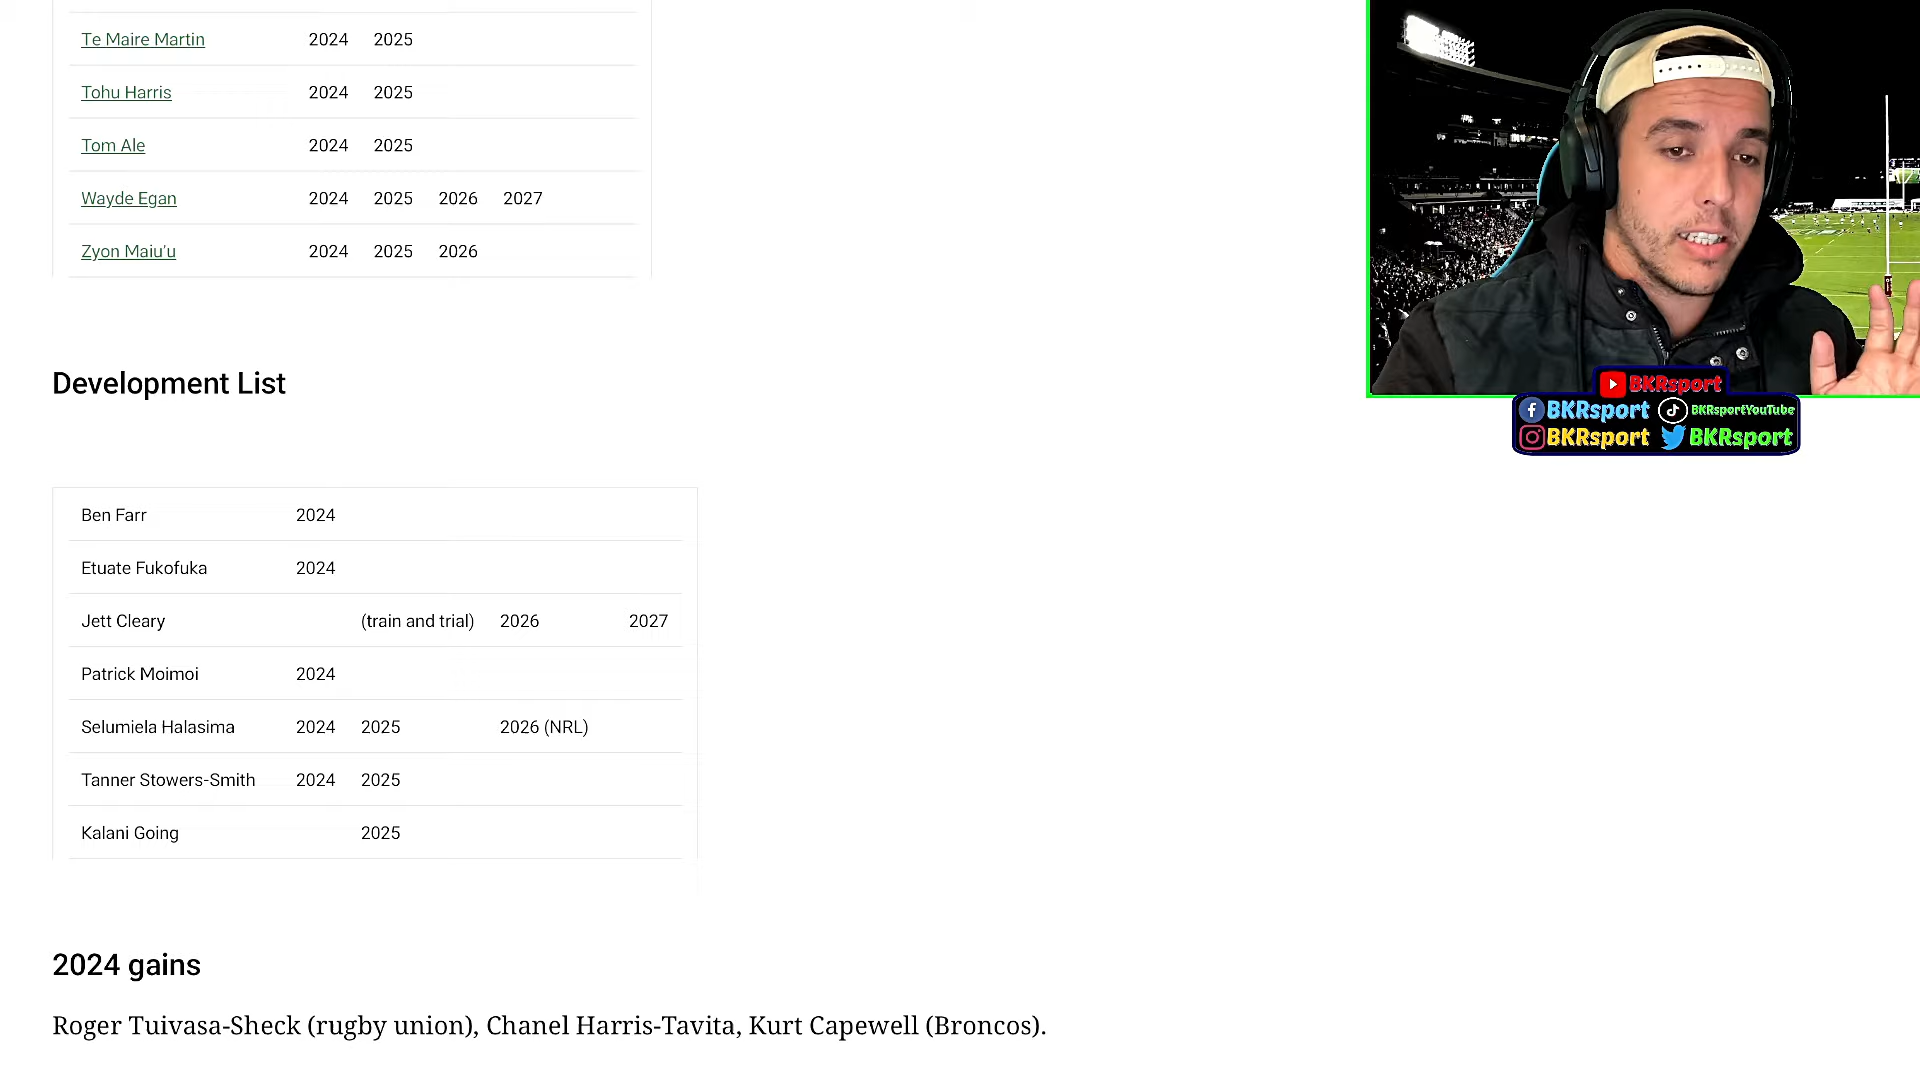 Te Maire Martin 2024 2025
Tohu Harris 2024 2025
Tom Ale 2024 2025
Wayde Egan 2024 2025 2026 2027
Zyon Maiu'u 2024 2025 2026
Development List
Ben Farr 2024
Etuate Fukofuka 2024
Jett Cleary (train and trial) 2026 2027
Patrick Moimoi 2024
Selumiela Halasima 2024 2025 2026 (NRL)
Tanner Stowers-Smith 2024 2025
Kalani Going 2025
2024 gains
Roger Tuivasa-Sheck (rugby union), Chanel Harris-Tavita, Kurt Capewell (Broncos).
BKRsport
BKRsport BKRsportYouTube
BKRsport BKRsport